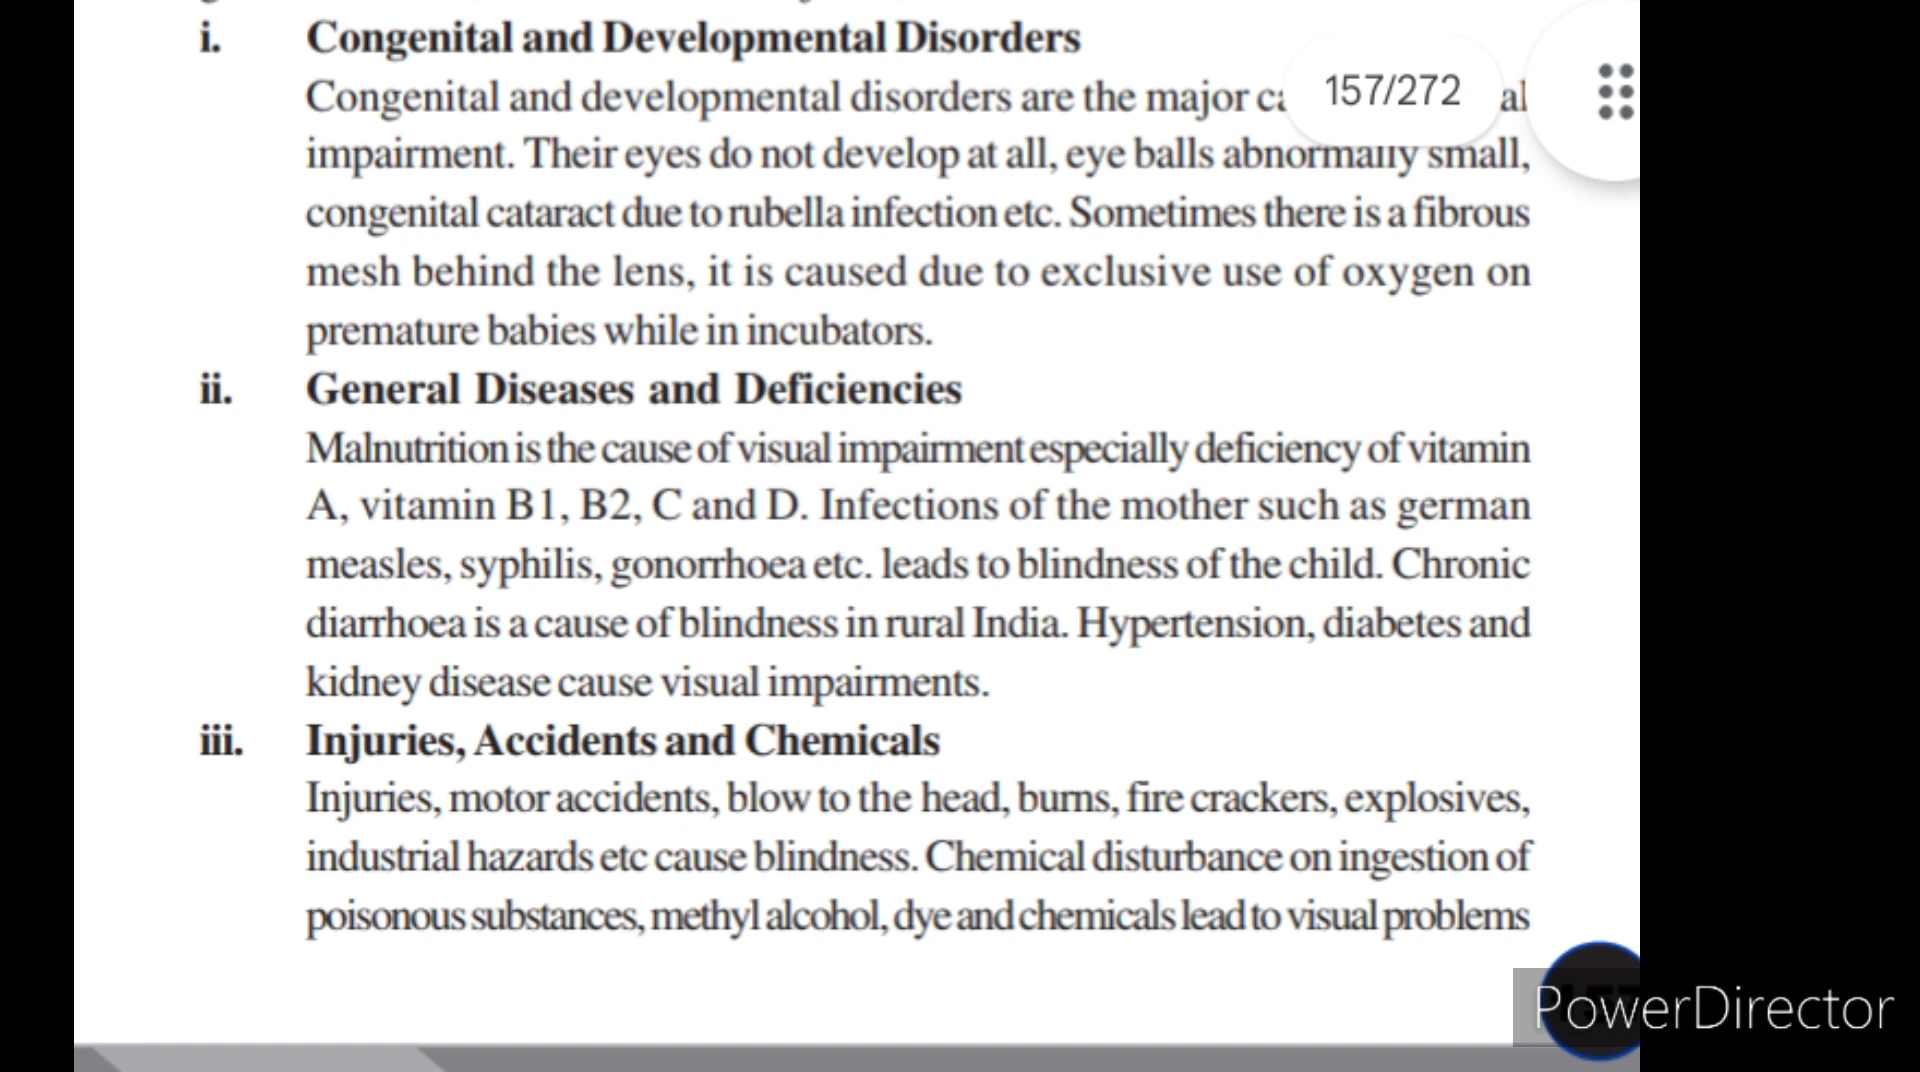 i. Congenital and Developmental Disorders
Congenital and developmental disorders are the major
157/272
impairment. Their eyes do not develop at all, eye balls abnormally small,
congenital cataract due to rubella infection etc. Sometimes there is a fibrous
mesh behind the lens, it is caused due to exclusive use of oxygen on
premature babies while in incubators.
ii. General Diseases and Deficiencies
Malnutrition is the cause of visual impairment especially deficiency of vitamin
A, vitamin B1, B2, C and D. Infections of the mother such as german
measles, syphilis, gonorrhoea etc. leads to blindness of the child. Chronic
diarrhoea is a cause of blindness in rural India. Hypertension, diabetes and
kidney disease cause visual impairments.
iii. Injuries, Accidents and Chemicals
Injuries, motor accidents, blow to the head, burns, fire crackers, explosives,
industrial hazards etc cause blindness. Chemical disturbance on ingestion of
poisonous substances, methyl alcohol, dye and chemicals lead to visual problems
PowerDirector